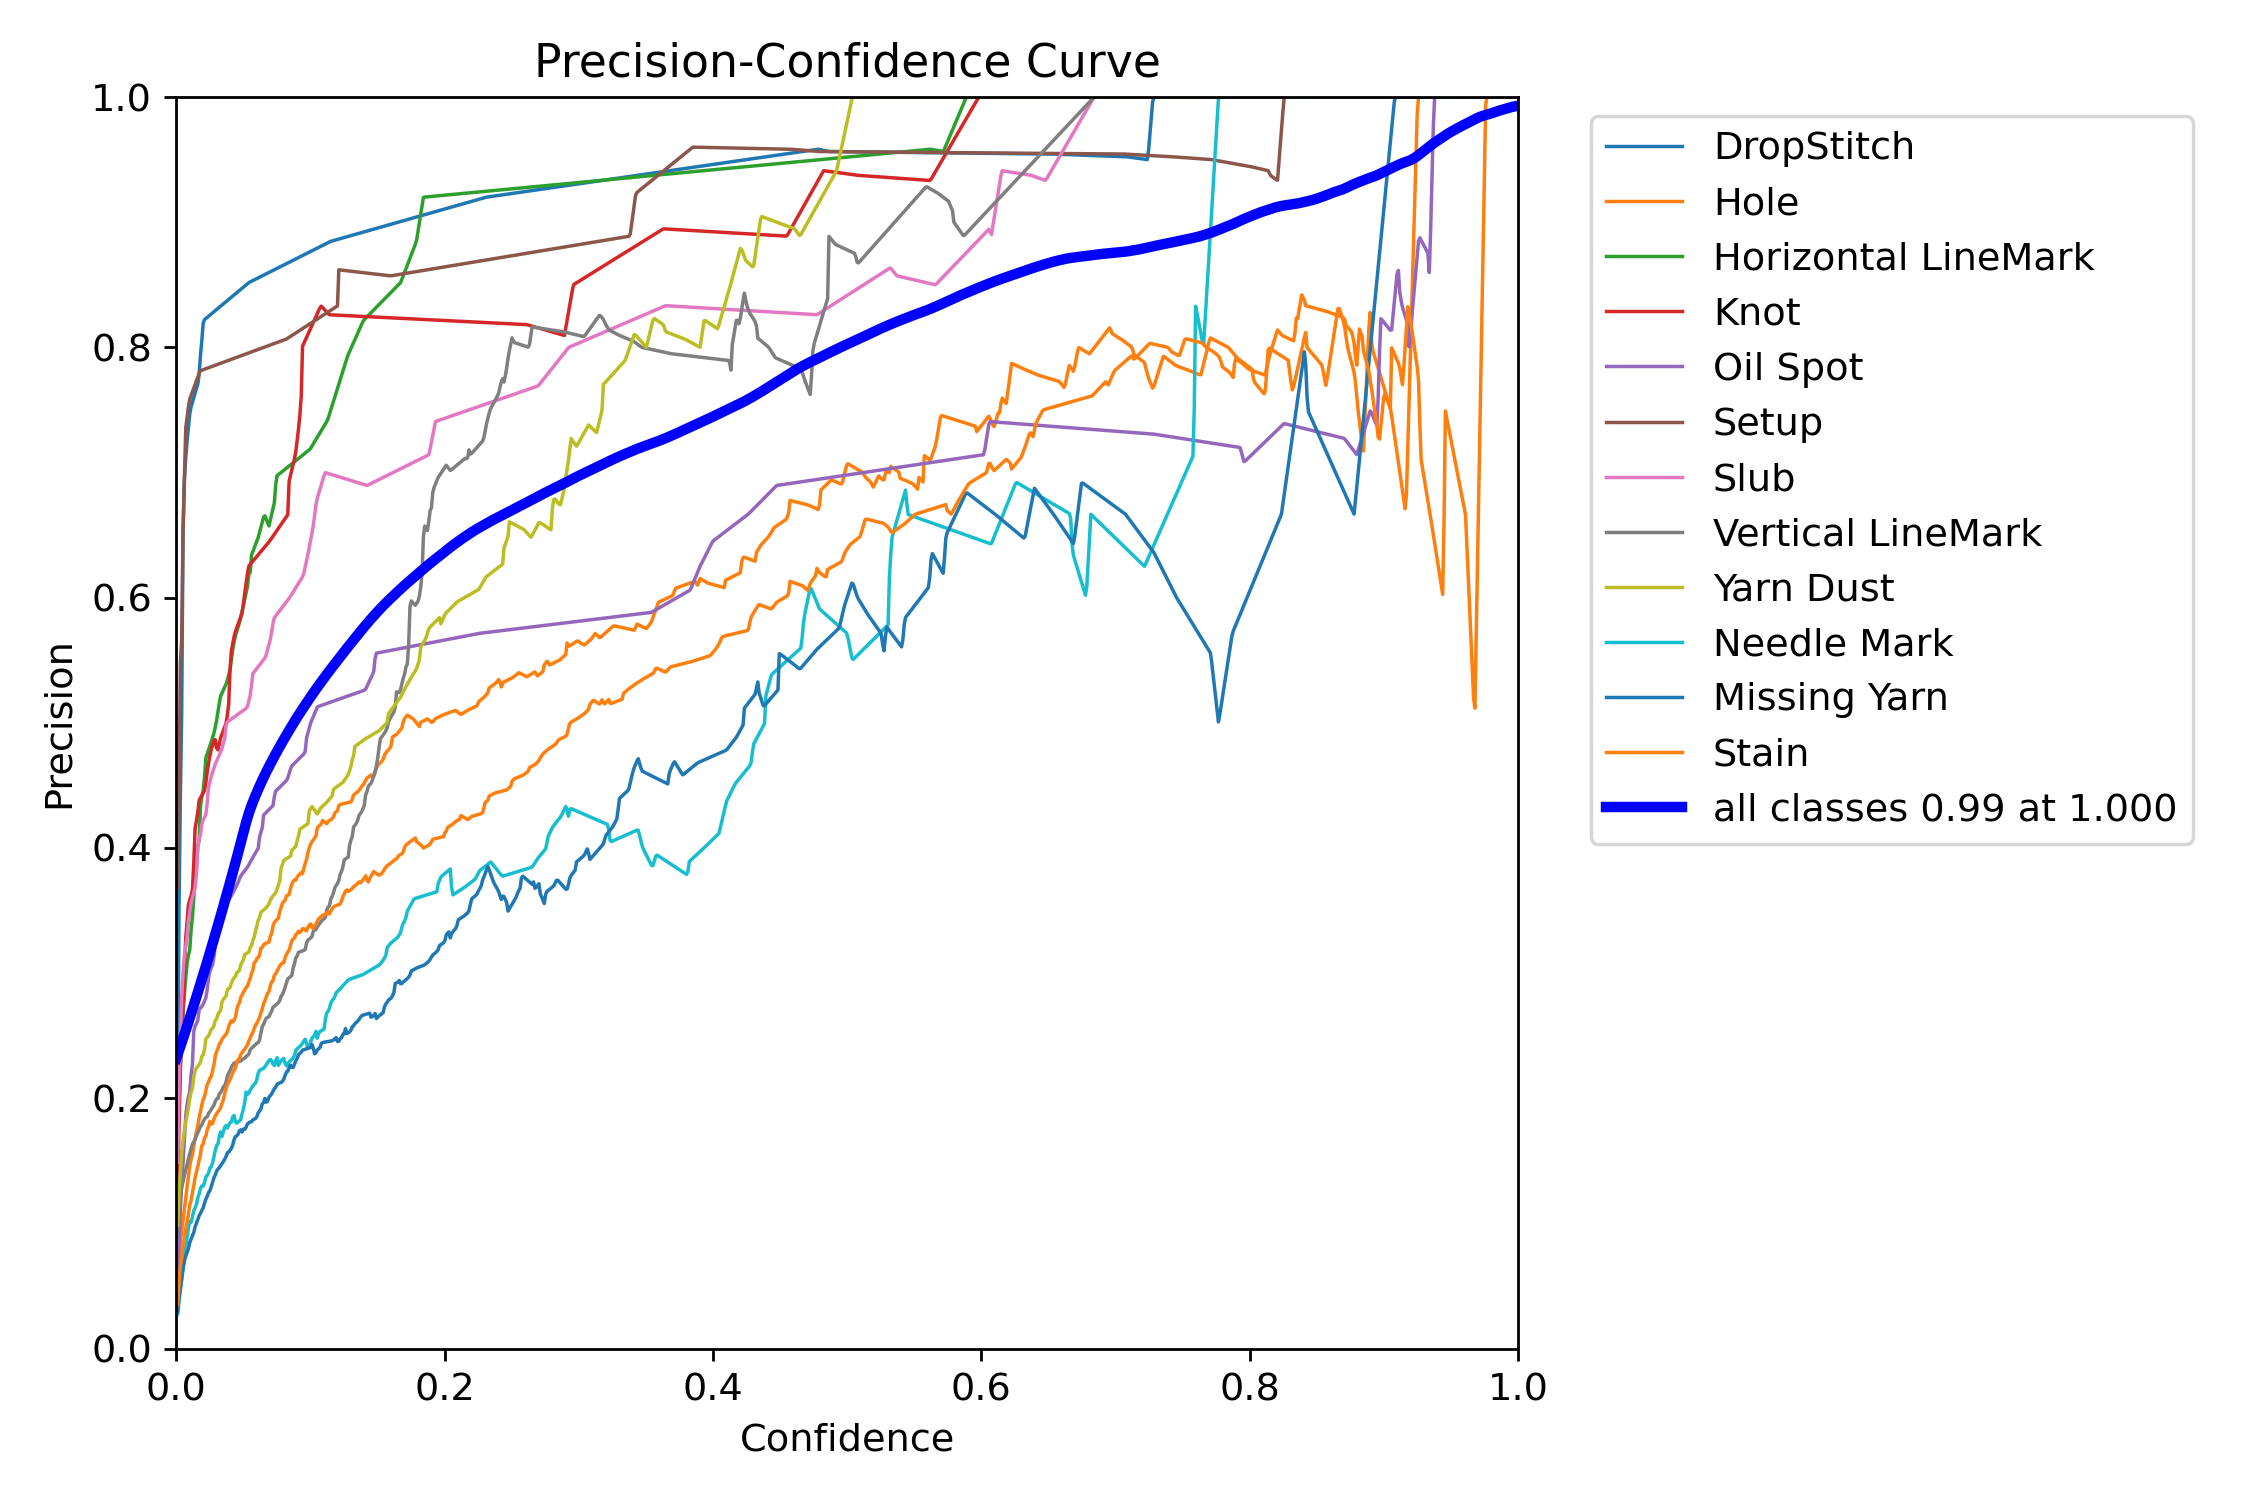 Precision-Confidence Curve
1.0
0.8
0.6
0.4
0.2
0.0
Precision
0.0 0.2 0.4 0.6 0.8 1.0
Confidence
DropStitch
Hole
Horizontal LineMark
Knot
Oil Spot
Setup
Slub
Vertical LineMark
Yarn Dust
Needle Mark
Missing Yarn
Stain
all classes 0.99 at 1.000